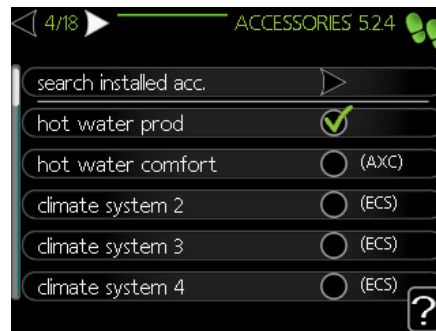 4/18 ACCESSORIES 5.2.4
search installed acc.
hot water prod
hot water comfort (AXC)
climate system 2 (ECS)
climate system 3 (ECS)
climate system 4 (ECS)
?